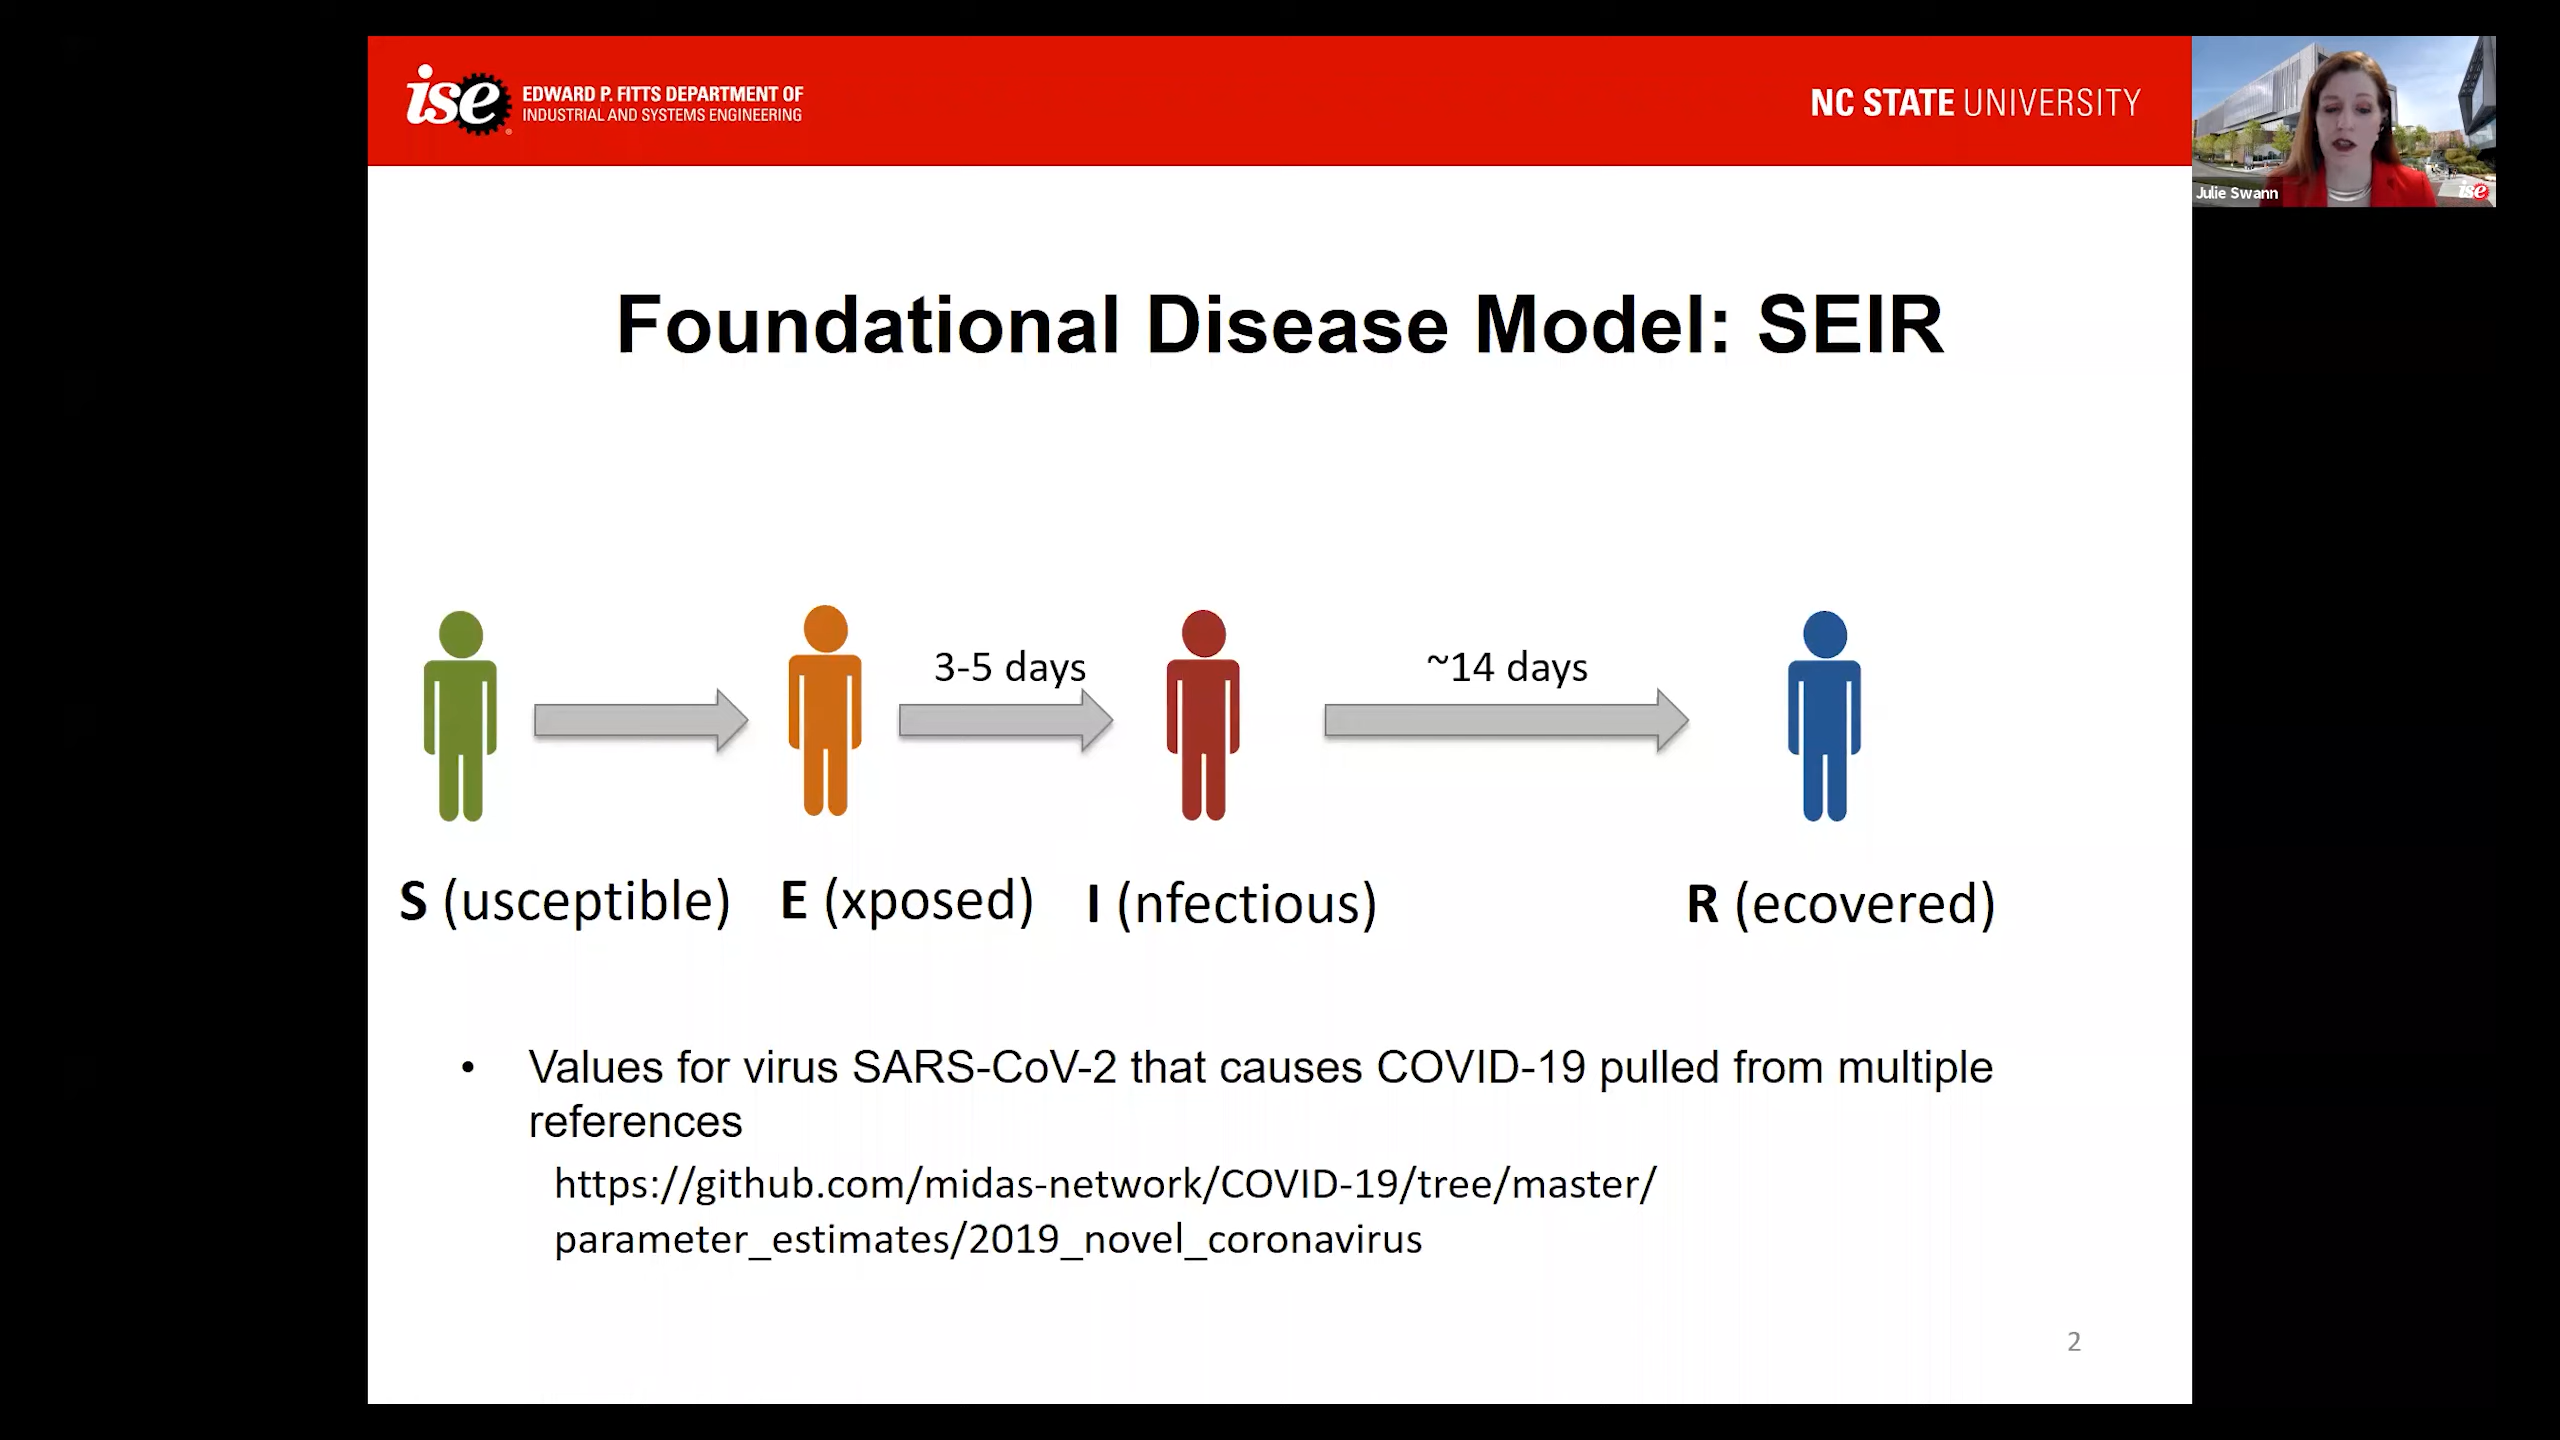 ise
EDWARD P. FITTS DEPARTMENT OF
INDUSTRIAL AND SYSTEMS ENGINEERING
NC STATE UNIVERSITY
Julie Swann
ise
Foundational Disease Model: SEIR
3-5 days
~14 days
S (usceptible)
E (xposed)
I (nfectious)
R (ecovered)
• Values for virus SARS-CoV-2 that causes COVID-19 pulled from multiple
references
https://github.com/midas-network/COVID-19/tree/master/
parameter_estimates/2019_novel_coronavirus
2